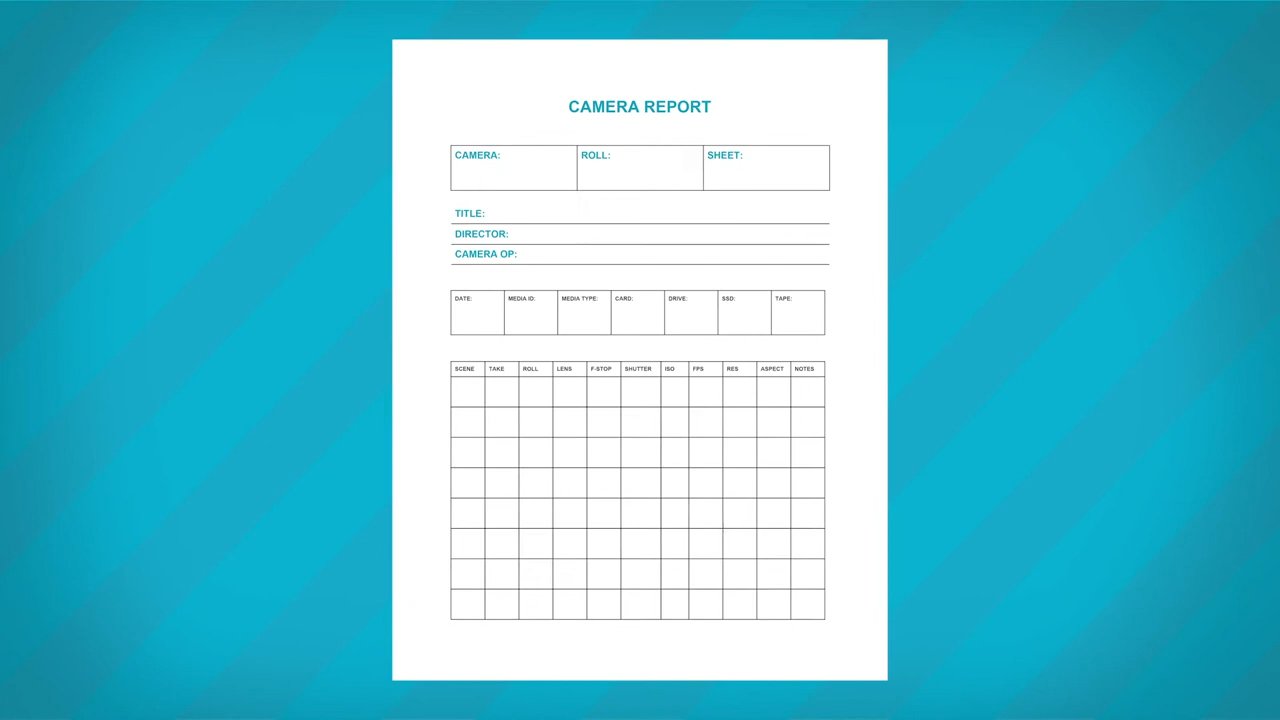 CAMERA REPORT
CAMERA: ROLL: SHEET:
TITLE:
DIRECTOR:
CAMERA OP:
DATE: MEDIA ID: MEDIA TYPE: CARD: DRIVE: SSD: TAPE:
SCENE TAKE ROLL LENS F-STOP SHUTTER ISO FPS RES ASPECT NOTES